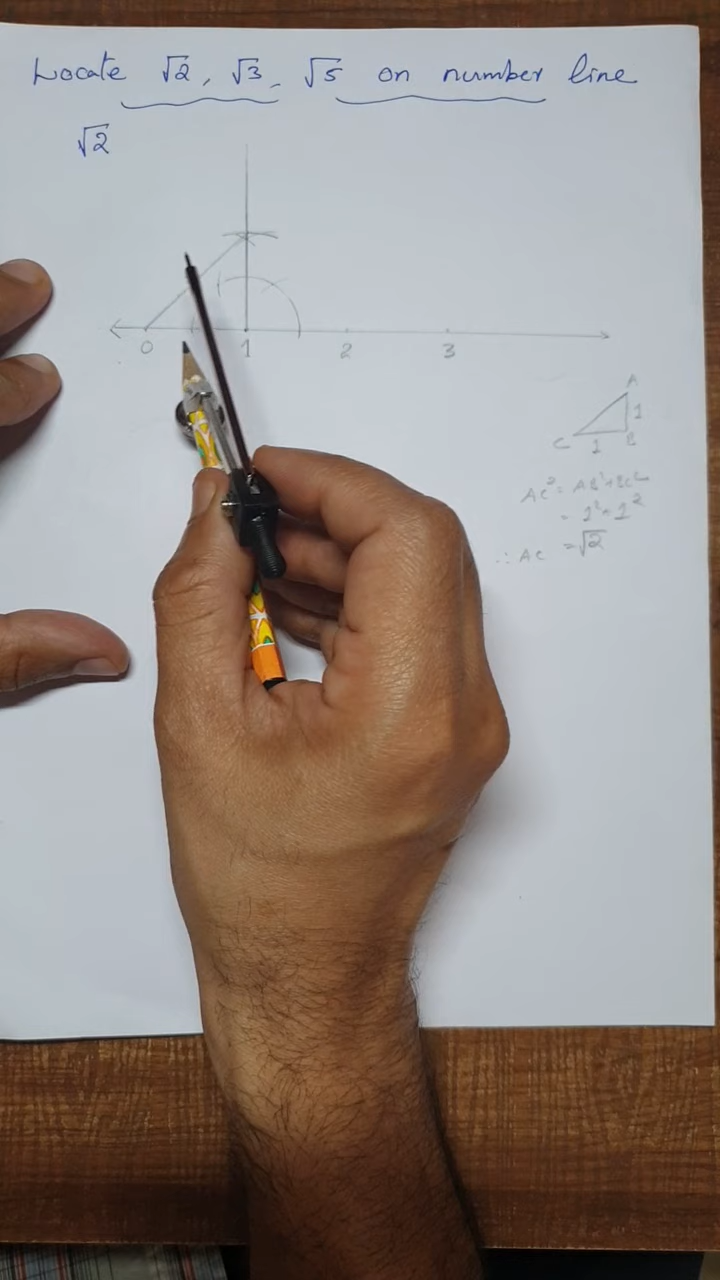 Locate √2, √3, √5 on number line
√2
0 1 2 3
A
1
C 1 B
AC² = AB² + BC²
= 1² + 1²
∴ AC = √2